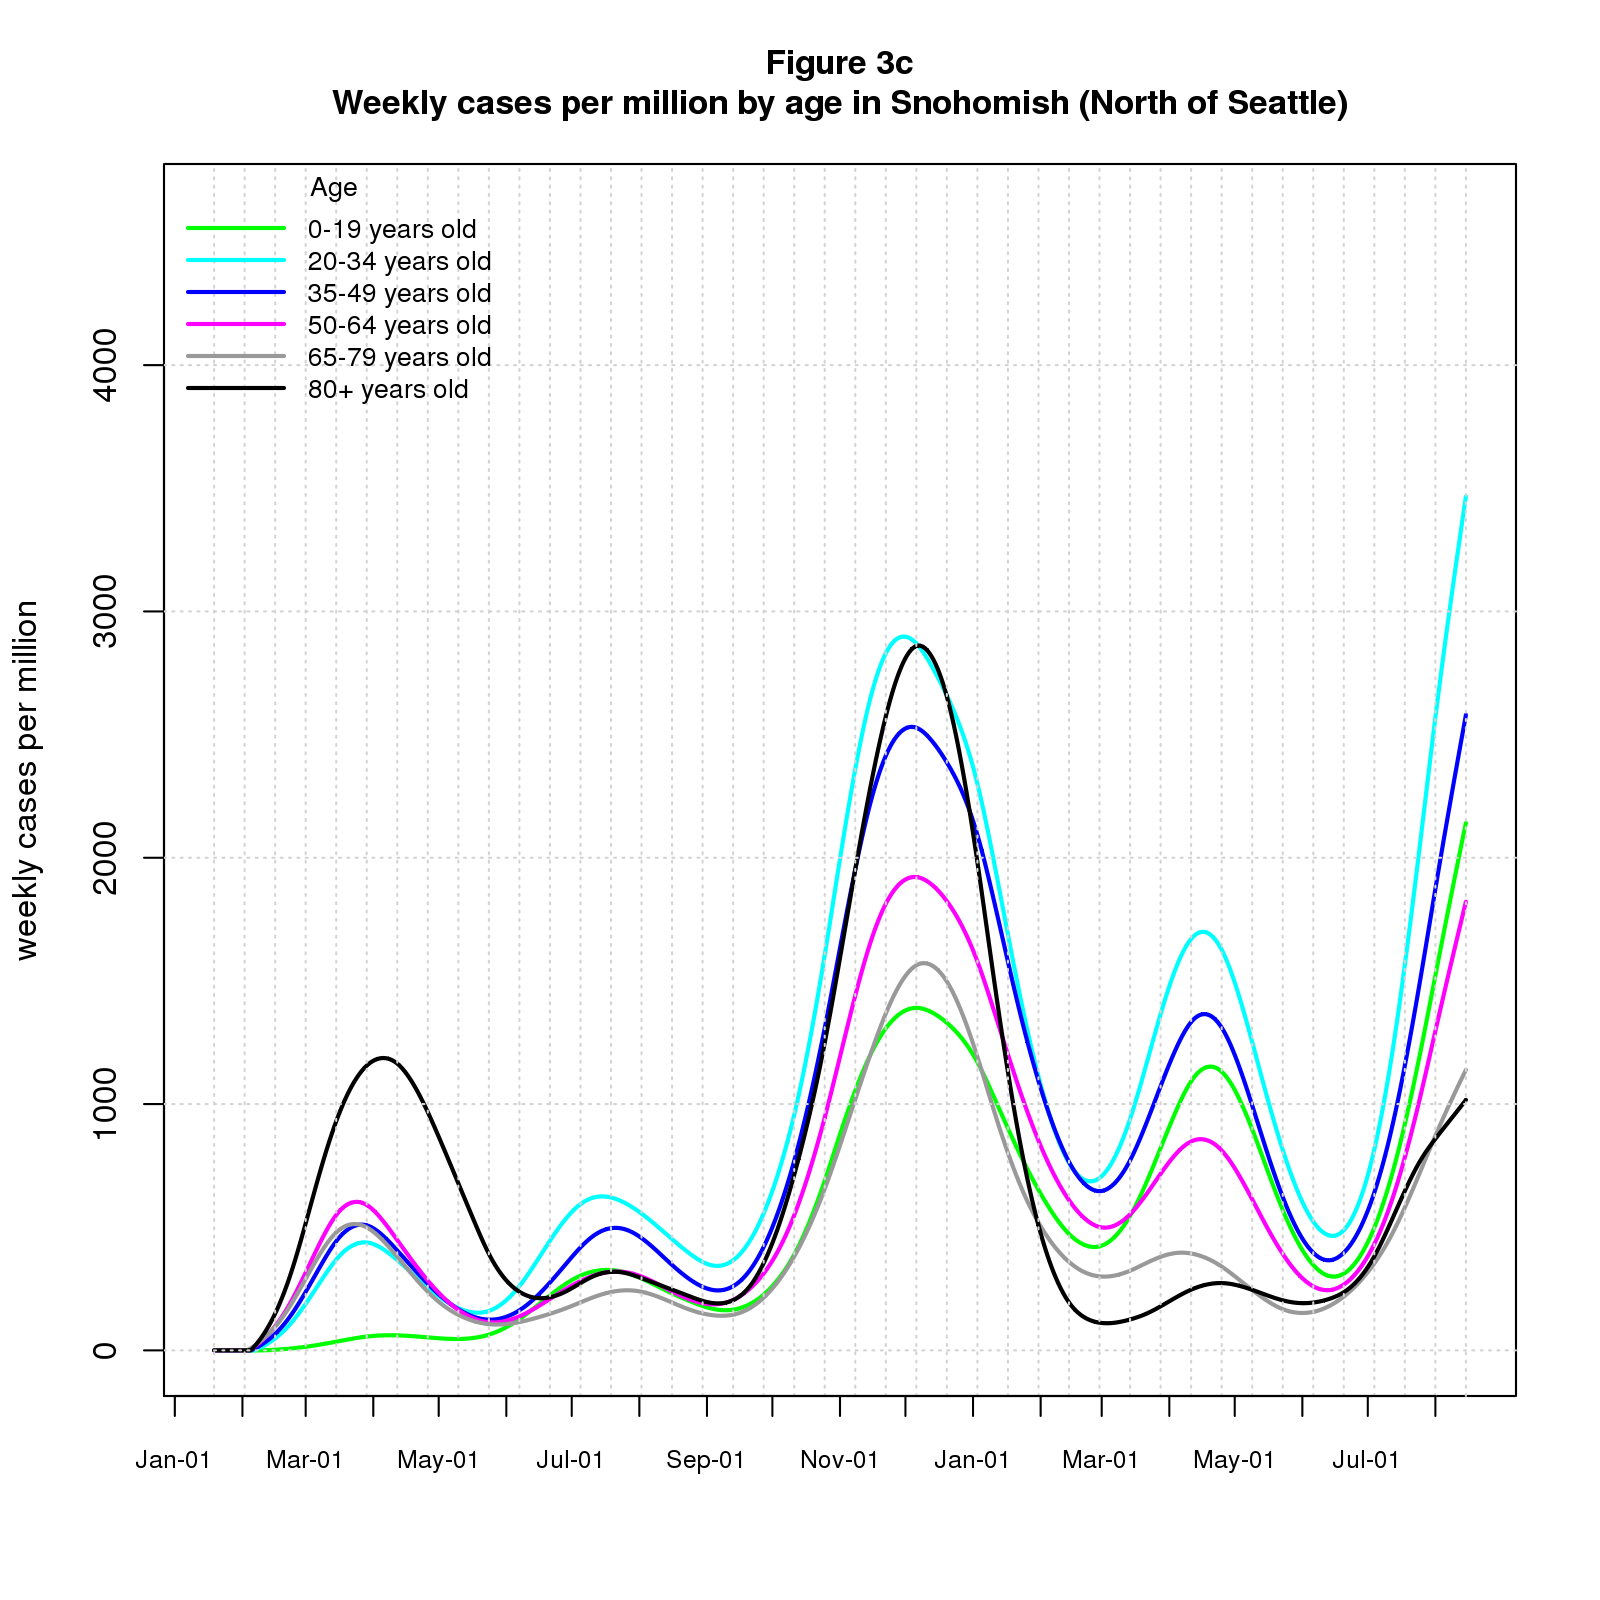 Figure 3c
Weekly cases per million by age in Snohomish (North of Seattle)
Age
0-19 years old
20-34 years old
35-49 years old
50-64 years old
65-79 years old
80+ years old
weekly cases per million
4000
3000
2000
1000
0
Jan-01 Mar-01 May-01 Jul-01 Sep-01 Nov-01 Jan-01 Mar-01 May-01 Jul-01